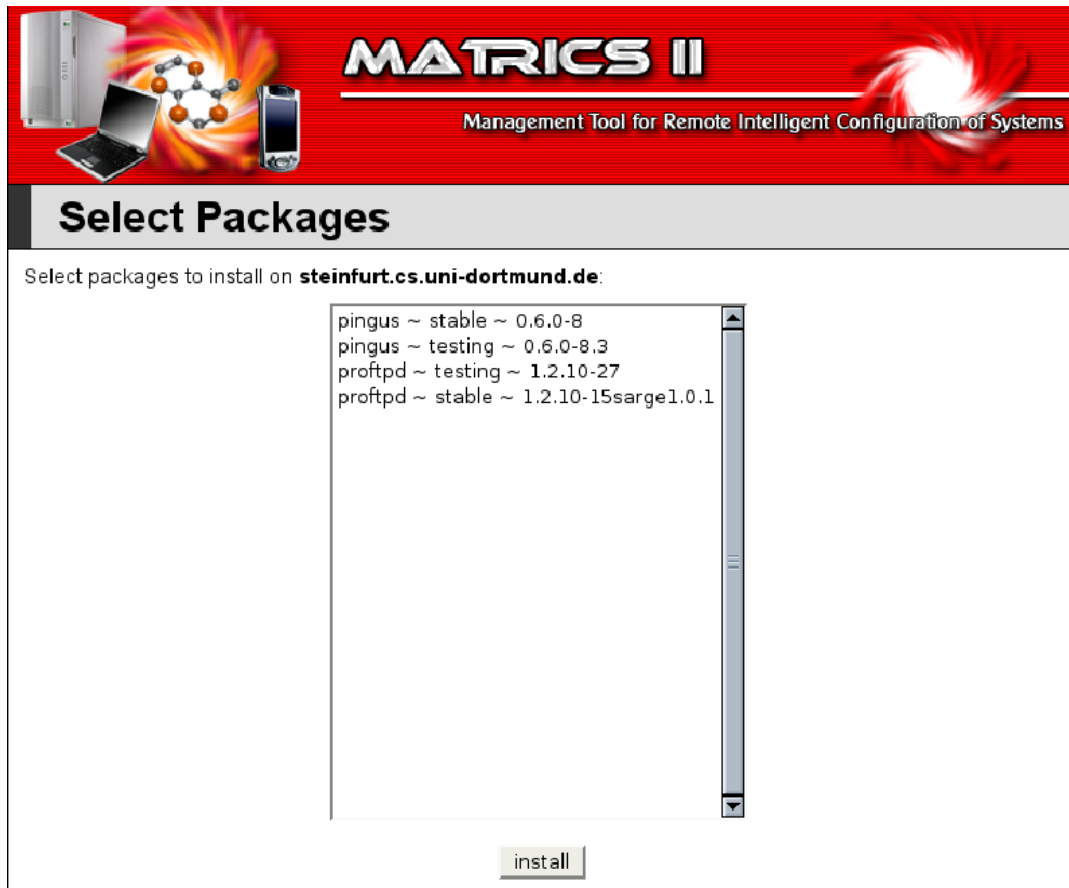 MATRICS II
Management Tool for Remote Intelligent Configuration of Systems
Select Packages
Select packages to install on steinfurt.cs.uni-dortmund.de:
pingus ~ stable ~ 0.6.0-8
pingus ~ testing ~ 0.6.0-8.3
proftpd ~ testing ~ 1.2.10-27
proftpd ~ stable ~ 1.2.10-15sarge1.0.1
install